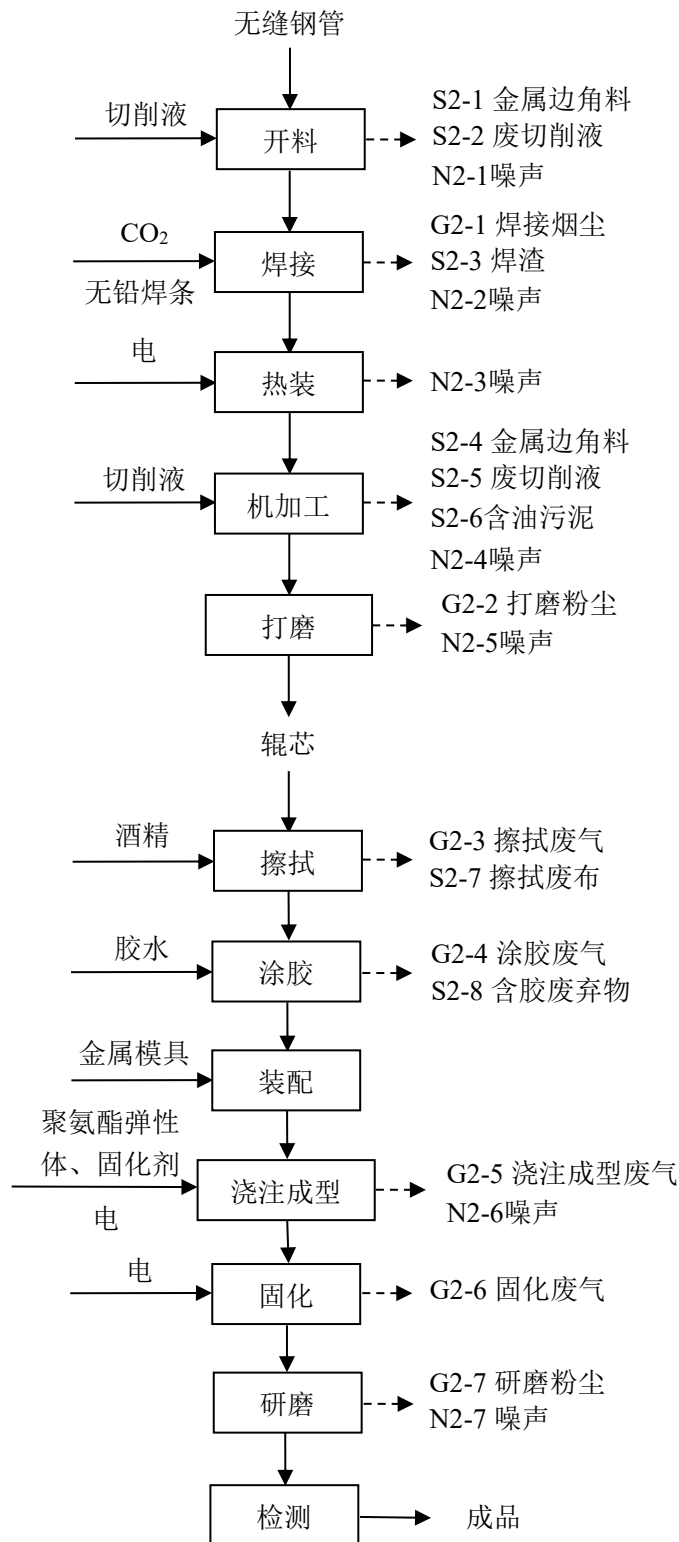 无缝钢管
切削液
开料
S2-1 金属边角料
S2-2 废切削液
N2-1噪声
CO₂
无铅焊条
焊接
G2-1 焊接烟尘
S2-3 焊渣
N2-2噪声
电
热装
N2-3噪声
切削液
机加工
S2-4 金属边角料
S2-5 废切削液
S2-6含油污泥
N2-4噪声
打磨
G2-2 打磨粉尘
N2-5噪声
辊芯
酒精
擦拭
G2-3 擦拭废气
S2-7 擦拭废布
胶水
涂胶
G2-4 涂胶废气
S2-8 含胶废弃物
金属模具
装配
聚氨酯弹性
体、固化剂
电
浇注成型
G2-5 浇注成型废气
N2-6噪声
电
固化
G2-6 固化废气
研磨
G2-7 研磨粉尘
N2-7 噪声
检测
成品